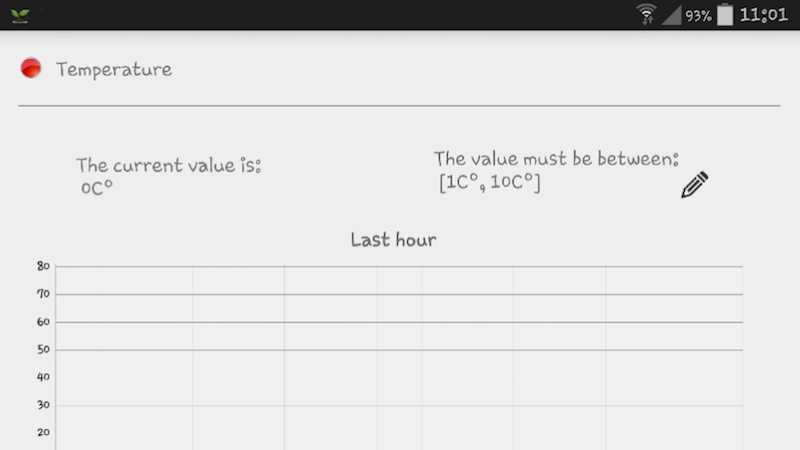 93% 11:01
Temperature
The current value is:
0C°
The value must be between:
[1C°, 10C°]
Last hour
80
70
60
50
40
30
20